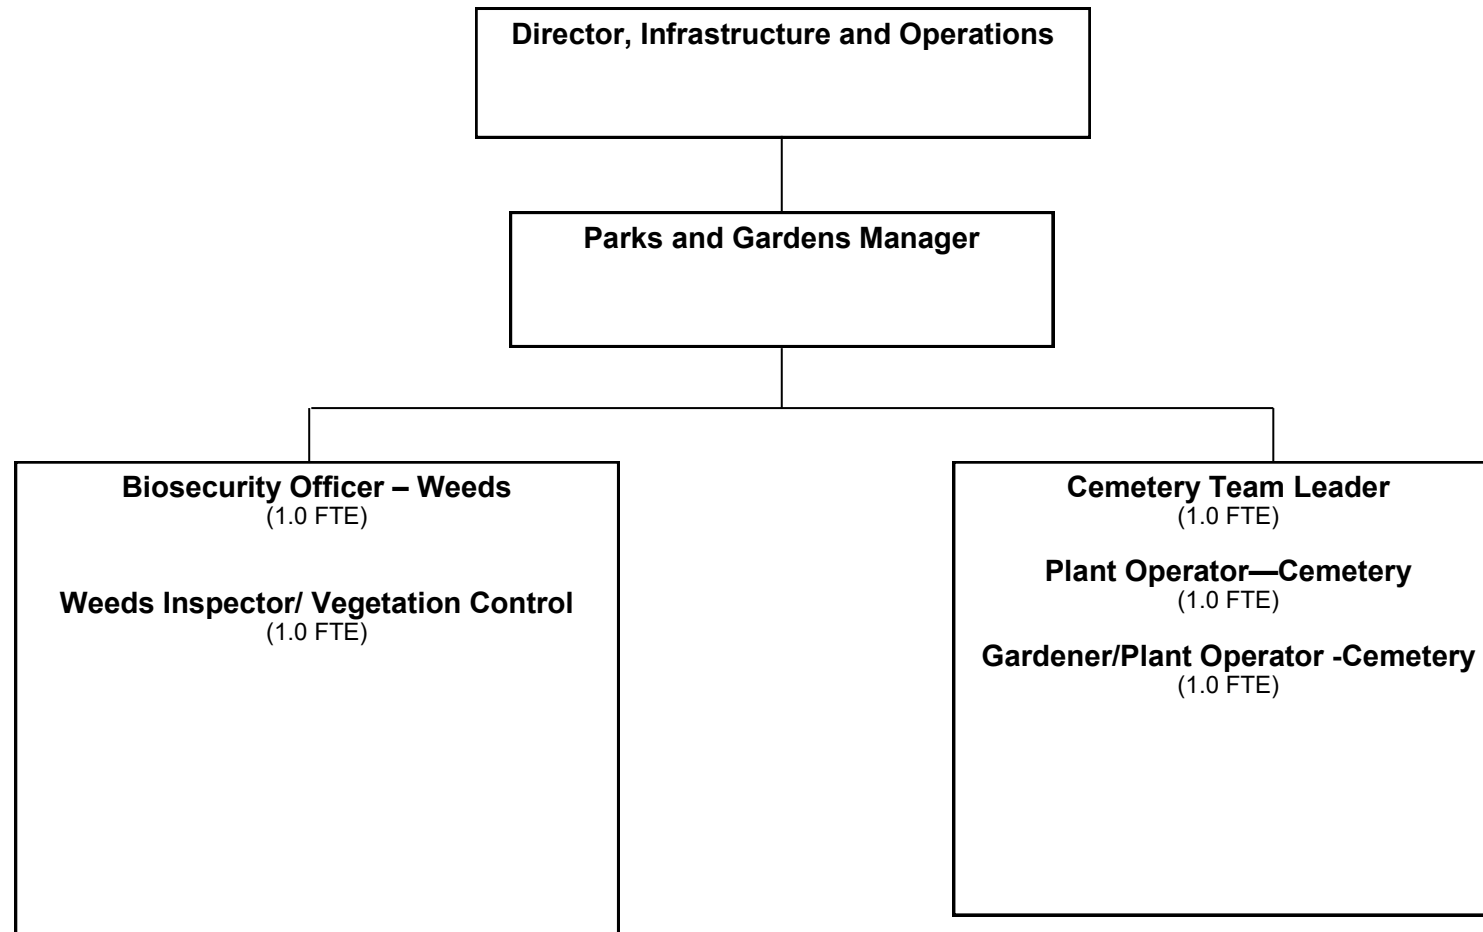 Director, Infrastructure and Operations
Parks and Gardens Manager
Biosecurity Officer – Weeds
(1.0 FTE)
Weeds Inspector/ Vegetation Control
(1.0 FTE)
Cemetery Team Leader
(1.0 FTE)
Plant Operator—Cemetery
(1.0 FTE)
Gardener/Plant Operator -Cemetery
(1.0 FTE)